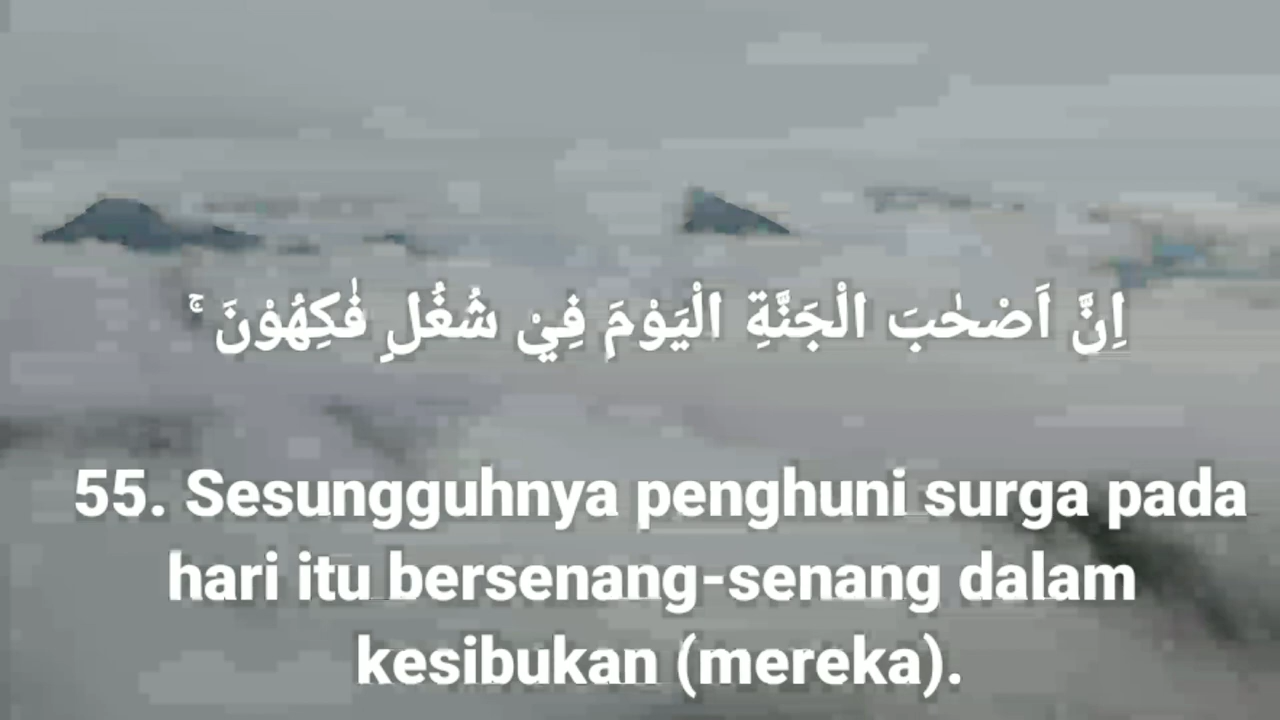 اِنَّ اَصْحٰبَ الْجَنَّةِ الْيَوْمَ فِيْ شُغُلٍ فٰكِهُوْنَ ۚ
55. Sesungguhnya penghuni surga pada
hari itu bersenang-senang dalam
kesibukan (mereka).